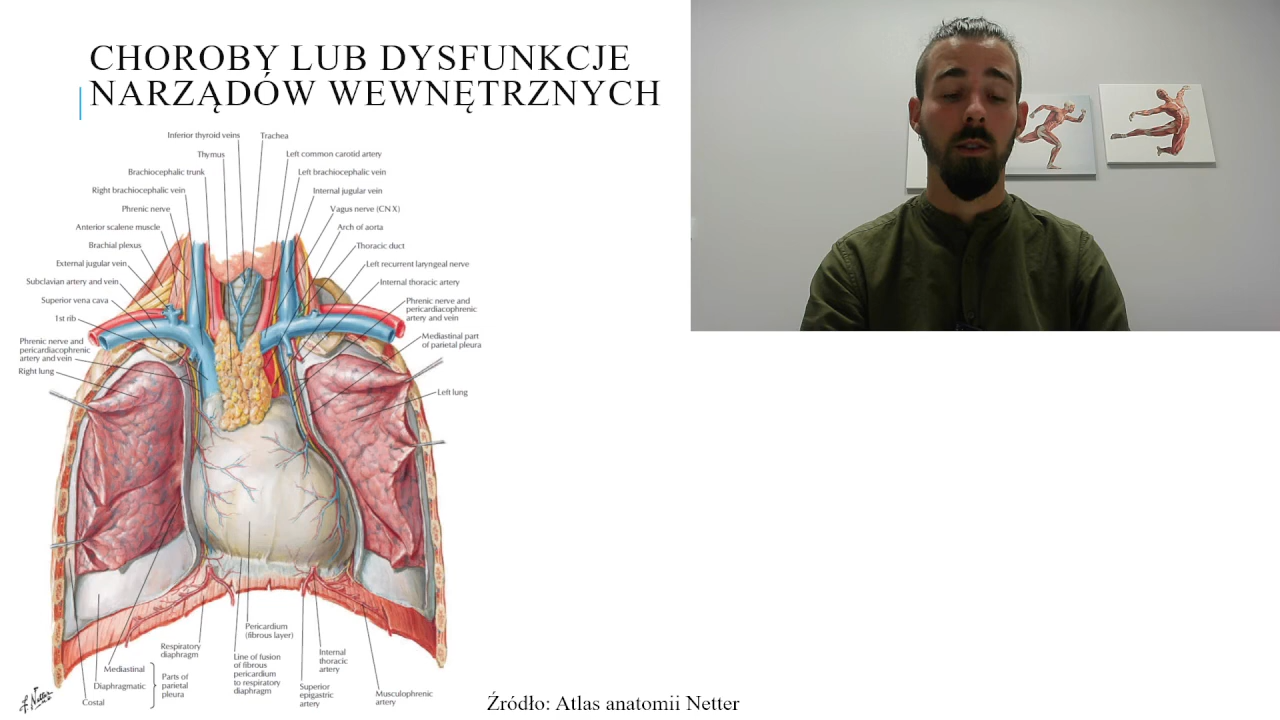 CHOROBY LUB DYSFUNKCJE
NARZĄDÓW WEWNĘTRZNYCH
Inferior thyroid veins
Trachea
Thymus
Left common carotid artery
Brachiocephalic trunk
Left brachiocephalic vein
Right brachiocephalic vein
Internal jugular vein
Phrenic nerve
Vagus nerve (CN X)
Anterior scalene muscle
Arch of aorta
Brachial plexus
Thoracic duct
External jugular vein
Left recurrent laryngeal nerve
Subclavian artery and vein
Internal thoracic artery
Superior vena cava
Phrenic nerve and
pericardiacophrenic
artery and vein
1st rib
Mediastinal part
of parietal pleura
Phrenic nerve and
pericardiacophrenic
artery and vein
Right lung
Left lung
Pericardium
(fibrous layer)
Respiratory
diaphragm
Line of fusion
of fibrous
pericardium
to respiratory
diaphragm
Internal
thoracic
artery
Mediastinal
Diaphragmatic
Costal
Parts of
parietal
pleura
Superior
epigastric
artery
Musculophrenic
artery
Źródło: Atlas anatomii Netter